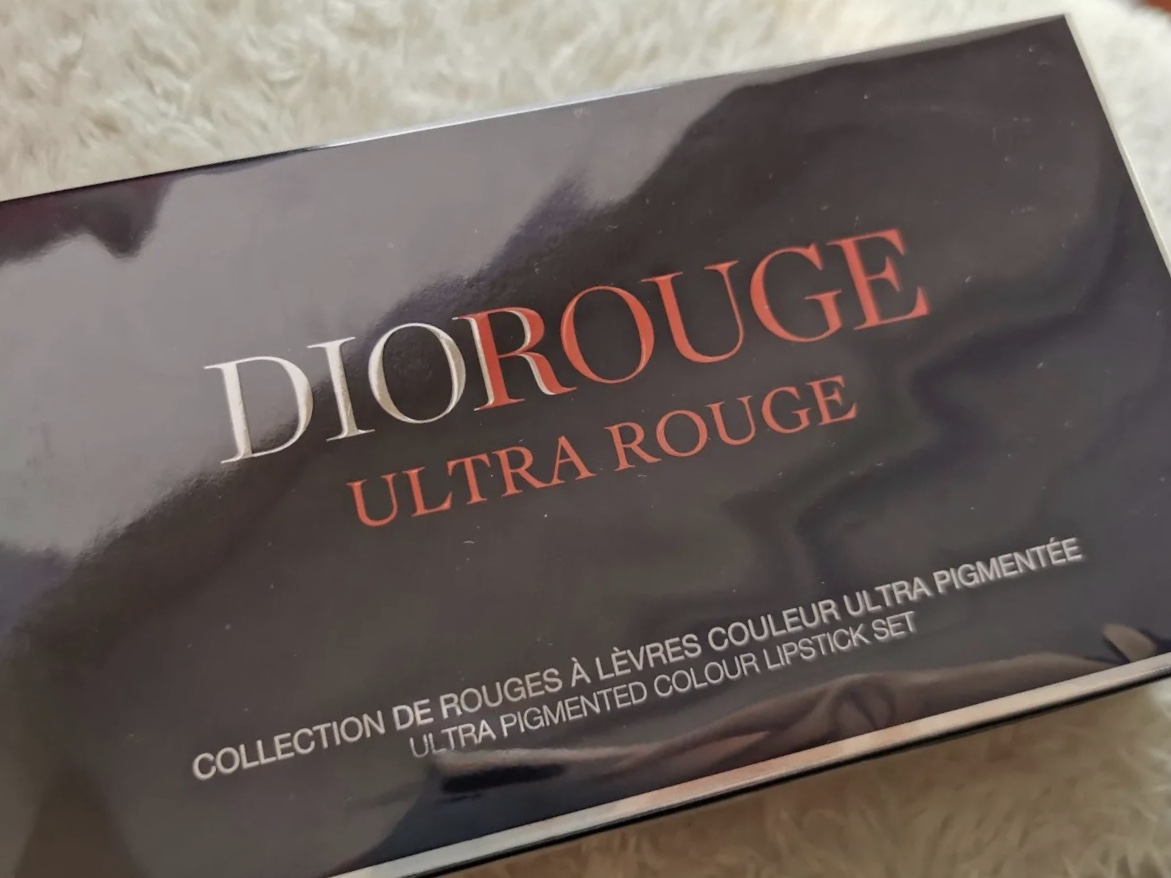 DIOROUGE
ULTRA ROUGE
COLLECTION DE ROUGES À LÈVRES COULEUR ULTRA PIGMENTÉE
ULTRA PIGMENTED COLOUR LIPSTICK SET